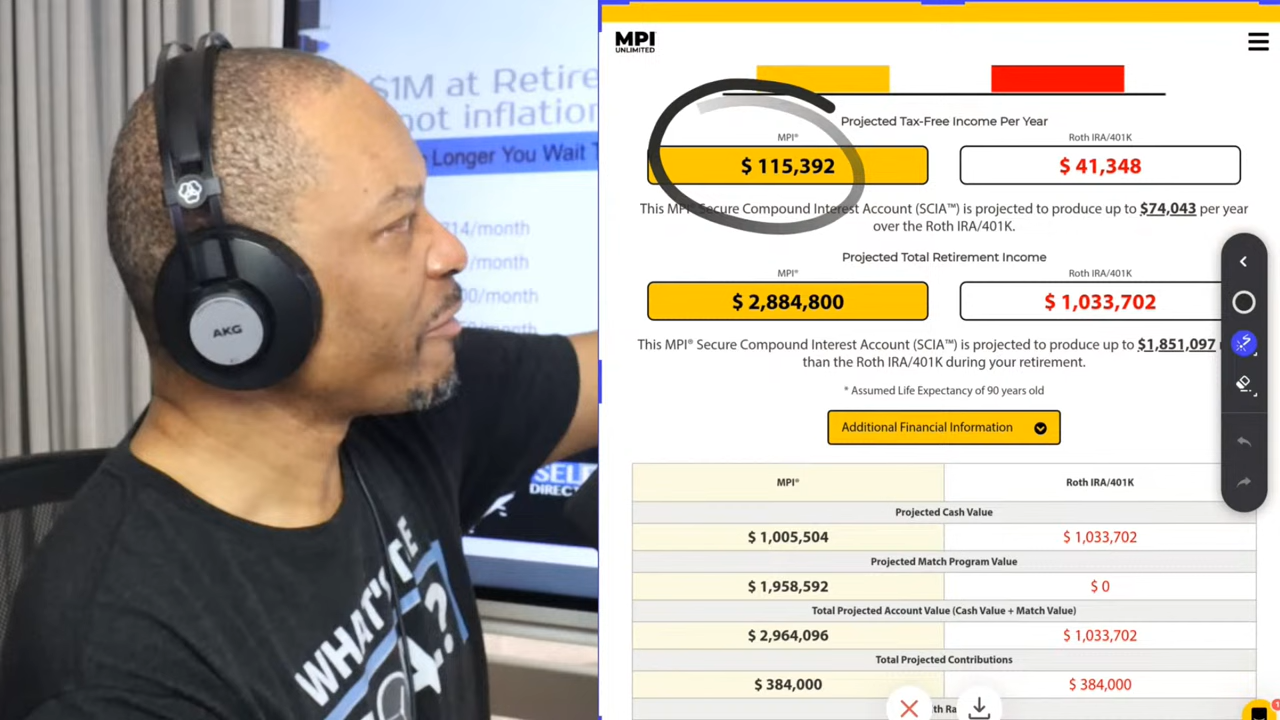 $1M at Retire
not inflation
Longer You Wait T
714/month
/month
00/month
AKG
SELF
DIREC
WHAT'S THE
4?
MPI
UNLIMITED
Projected Tax-Free Income Per Year
MPI® Roth IRA/401K
$ 115,392 $ 41,348
This MPI® Secure Compound Interest Account (SCIA™) is projected to produce up to $74,043 per year
over the Roth IRA/401K.
Projected Total Retirement Income
MPI® Roth IRA/401K
$ 2,884,800 $ 1,033,702
This MPI® Secure Compound Interest Account (SCIA™) is projected to produce up to $1,851,097
than the Roth IRA/401K during your retirement.
* Assumed Life Expectancy of 90 years old
Additional Financial Information
MPI® Roth IRA/401K
Projected Cash Value
$ 1,005,504 $ 1,033,702
Projected Match Program Value
$ 1,958,592 $ 0
Total Projected Account Value (Cash Value + Match Value)
$ 2,964,096 $ 1,033,702
Total Projected Contributions
$ 384,000 $ 384,000